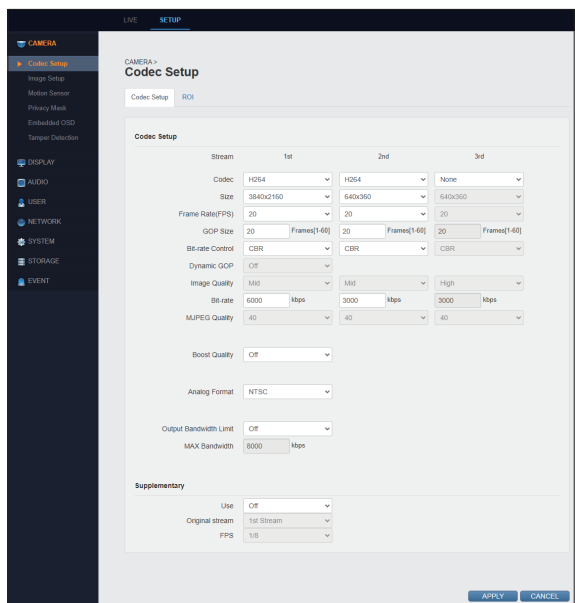 LIVE SETUP
CAMERA
Codec Setup
Image Setup
Motion Sensor
Privacy Mask
Embedded OSD
Tamper Detection
DISPLAY
AUDIO
USER
NETWORK
SYSTEM
STORAGE
EVENT
CAMERA >
Codec Setup
Codec Setup ROI
Codec Setup
Stream 1st 2nd 3rd
Codec H264 H264 None
Size 3840x2160 640x360 640x360
Frame Rate(FPS) 20 20 20
GOP Size 20 Frames[1-60] 20 Frames[1-60] 20 Frames[1-60]
Bit-rate Control CBR CBR CBR
Dynamic GOP Off
Image Quality Mid Mid High
Bit-rate 6000 kbps 3000 kbps 3000 kbps
MJPEG Quality 40 40 40
Boost Quality Off
Analog Format NTSC
Output Bandwidth Limit Off
MAX Bandwidth 8000 kbps
Supplementary
Use Off
Original stream 1st Stream
FPS 1/8
APPLY CANCEL